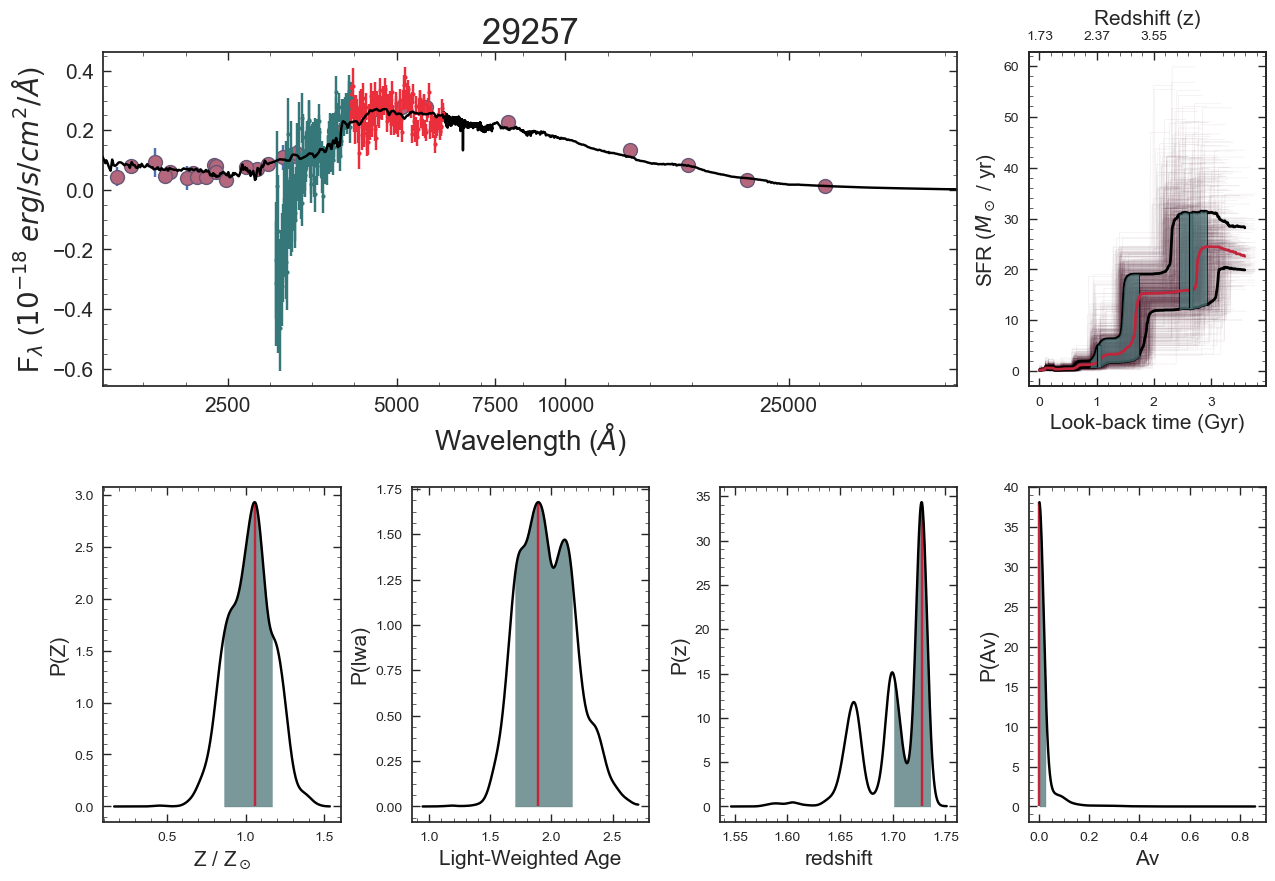 29257
Redshift (z)
1.73 2.37 3.55
F_λ (10^−18 erg/s/cm^2/Å)
0.4
0.2
0.0
−0.2
−0.4
−0.6
2500 5000 7500 10000 25000
Wavelength (Å)
SFR (M_⊙ / yr)
60
50
40
30
20
10
0
0 1 2 3
Look-back time (Gyr)
P(Z)
3.0
2.5
2.0
1.5
1.0
0.5
0.0
0.5 1.0 1.5
Z / Z_⊙
P(lwa)
1.75
1.50
1.25
1.00
0.75
0.50
0.25
0.00
1.0 1.5 2.0 2.5
Light-Weighted Age
P(z)
35
30
25
20
15
10
5
0
1.55 1.60 1.65 1.70 1.75
redshift
P(Av)
40
35
30
25
20
15
10
5
0
0.0 0.2 0.4 0.6 0.8
Av